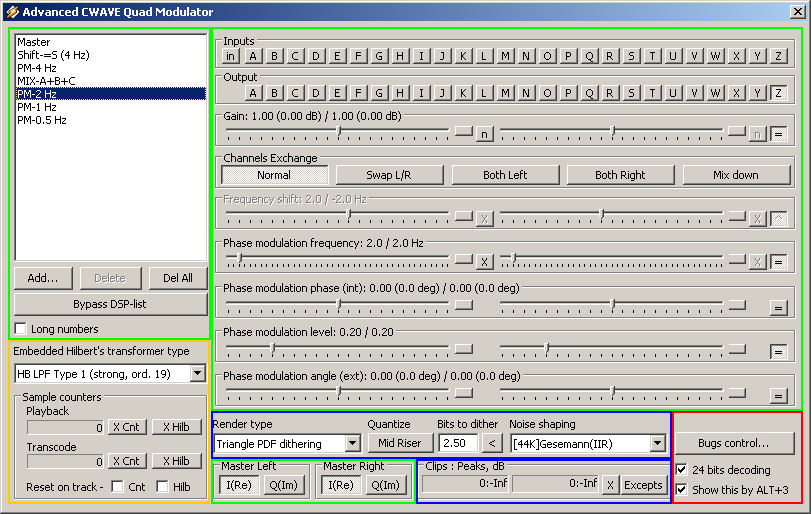 Advanced CWAVE Quad Modulator
Master
Shift-=S (4 Hz)
PM-4 Hz
MIX-A+B+C
PM-2 Hz
PM-1 Hz
PM-0.5 Hz
Add... Delete Del All
Bypass DSP-list
Long numbers
Embedded Hilbert's transformer type
HB LPF Type 1 (strong, ord. 19)
Sample counters
Playback
0 X Cnt X Hilb
Transcode
0 X Cnt X Hilb
Reset on track - Cnt Hilb
Inputs
in A B C D E F G H I J K L M N O P Q R S T U V W X Y Z
Output
A B C D E F G H I J K L M N O P Q R S T U V W X Y Z
Gain: 1.00 (0.00 dB) / 1.00 (0.00 dB)
n =
Channels Exchange
Normal Swap L/R Both Left Both Right Mix down
Frequency shift: 2.0 / -2.0 Hz
X X ^
Phase modulation frequency: 2.0 / 2.0 Hz
X X =
Phase modulation phase (int): 0.00 (0.0 deg) / 0.00 (0.0 deg)
=
Phase modulation level: 0.20 / 0.20
=
Phase modulation angle (ext): 0.00 (0.0 deg) / 0.00 (0.0 deg)
=
Render type Quantize Bits to dither Noise shaping
Triangle PDF dithering Mid Riser 2.50 < [44K]Gesemann(IIR)
Master Left Master Right Clips : Peaks, dB
I(Re) Q(Im) I(Re) Q(Im) 0:-Inf 0:-Inf X Excepts
Bugs control...
24 bits decoding
Show this by ALT+3